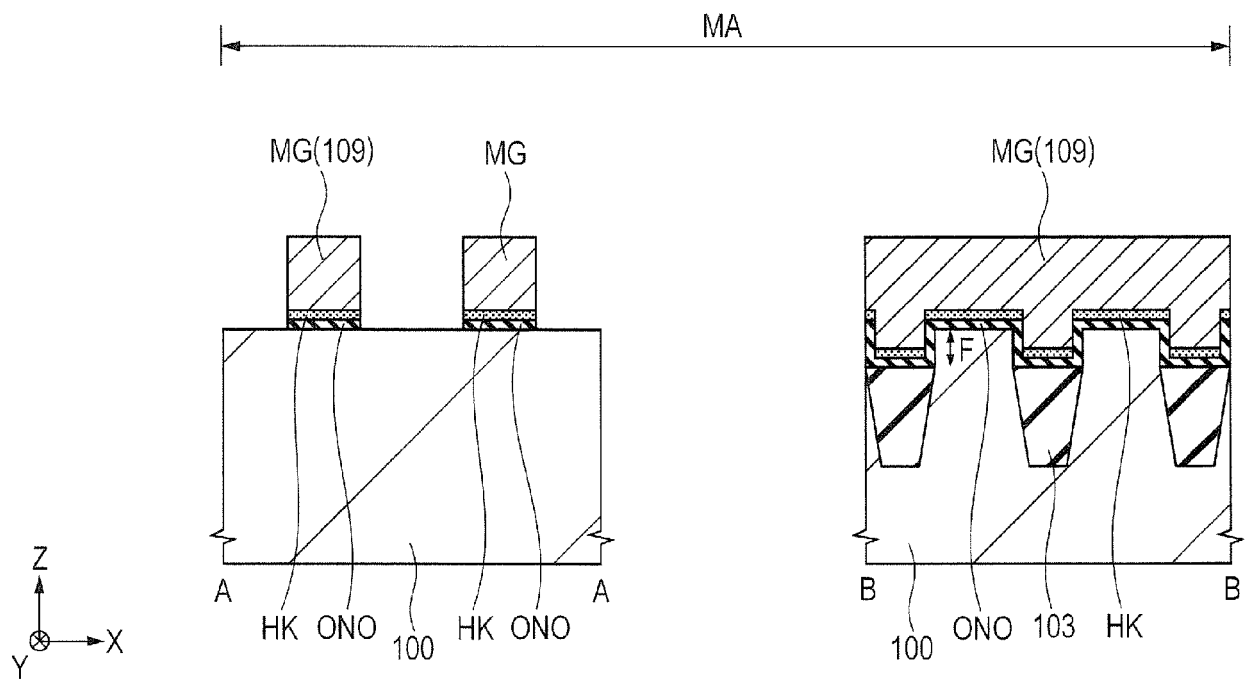 MA
MG(109) MG MG(109)
F
Z
X
Y
A A B B
HK ONO 100 HK ONO 100 ONO 103 HK